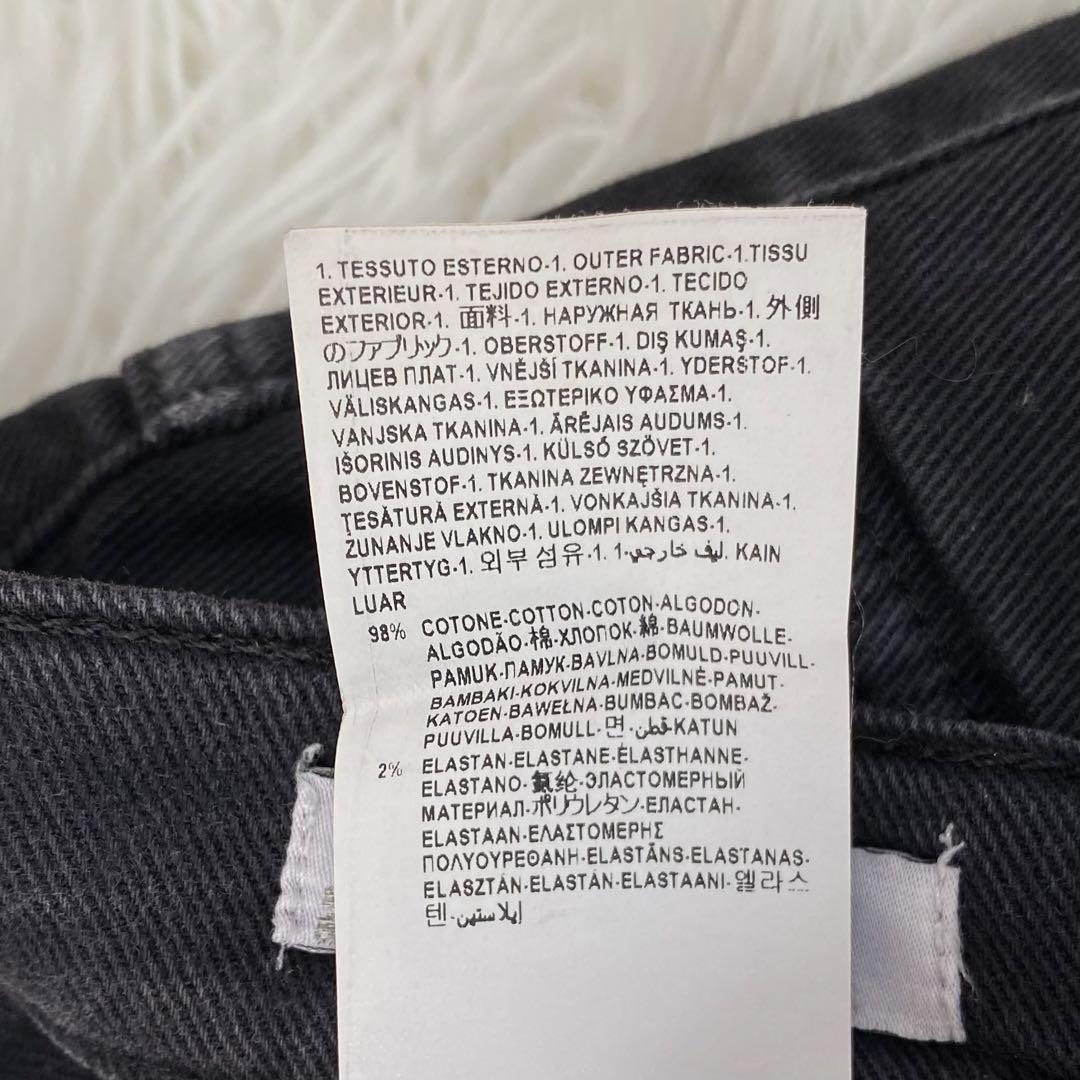 1. TESSUTO ESTERNO-1. OUTER FABRIC-1.TISSU
EXTERIEUR-1. TEJIDO EXTERNO-1. TECIDO
EXTERIOR-1. 面料-1. НАРУЖНАЯ ТКАНЬ-1. 外側
のファブリック-1. OBERSTOFF-1. DIŞ KUMAŞ-1.
ЛИЦЕВ ПЛАТ-1. VNĚJŠÍ TKANINA-1. YDERSTOF-1.
VÄLISKANGAS-1. ΕΞΩΤΕΡΙΚΟ ΥΦΑΣΜΑ-1.
VANJSKA TKANINA-1. ĀRĒJAIS AUDUMS-1.
IŠORINIS AUDINYS-1. KÜLSŐ SZÖVET-1.
BOVENSTOF-1. TKANINA ZEWNĘTRZNA-1.
ŢESĂTURĂ EXTERNĂ-1. VONKAJŠIA TKANINA-1.
ZUNANJE VLAKNO-1. ULOMPI KANGAS-1.
YTTERTYG-1. 외부 섬유-1. ليف خارجي-1. KAIN
LUAR
98% COTONE-COTTON-COTON-ALGODON-
ALGODÃO-棉-ХЛОПОК-綿-BAUMWOLLE-
PAMUK-ПАМУК-BAVLNA-BOMULD-PUUVILL-
BAMBAKI-KOKVILNA-MEDVILNĖ-PAMUT-
KATOEN-BAWEŁNA-BUMBAC-BOMBAŽ-
PUUVILLA-BOMULL-면-قطن-KATUN
2% ELASTAN-ELASTANE-ÉLASTHANNE-
ELASTANO-氨纶-ЭЛАСТОМЕРНЫЙ
МАТЕРИАЛ-ポリウレタン-ЕЛАСТАН-
ELASTAAN-ΕΛΑΣΤΟΜΕΡΗΣ
ΠΟΛΥΟΥΡΕΘΑΝΗ-ELASTĀNS-ELASTANAS-
ELASZTÁN-ELASTAN-ELASTAANI-엘라스
텐-إيلاستين